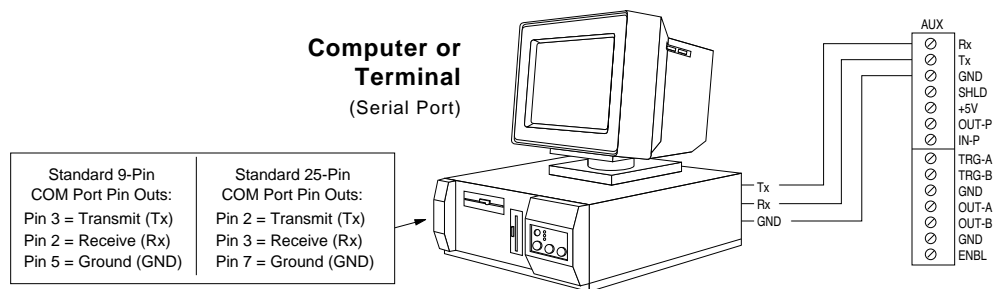 Computer or
Terminal
(Serial Port)
Standard 9-Pin
COM Port Pin Outs:
Pin 3 = Transmit (Tx)
Pin 2 = Receive (Rx)
Pin 5 = Ground (GND)
Standard 25-Pin
COM Port Pin Outs:
Pin 2 = Transmit (Tx)
Pin 3 = Receive (Rx)
Pin 7 = Ground (GND)
Tx
Rx
GND
AUX
Rx
Tx
GND
SHLD
+5V
OUT-P
IN-P
TRG-A
TRG-B
GND
OUT-A
OUT-B
GND
ENBL